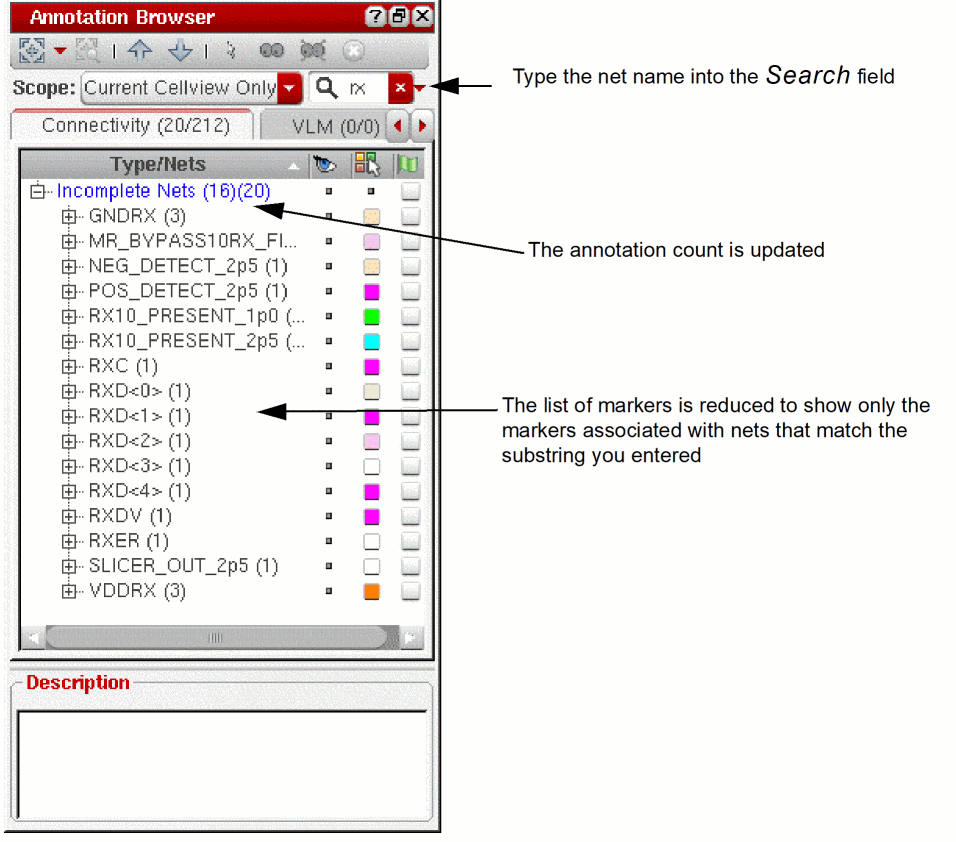 Annotation Browser
Scope: Current Cellview Only rx
Type the net name into the Search field
Connectivity (20/212) VLM (0/0)
Type/Nets
Incomplete Nets (16)(20)
GNDRX (3)
MR_BYPASS10RX_FI...
The annotation count is updated
NEG_DETECT_2p5 (1)
POS_DETECT_2p5 (1)
RX10_PRESENT_1p0 (...
RX10_PRESENT_2p5 (...
RXC (1)
RXD<0> (1)
RXD<1> (1)
RXD<2> (1)
RXD<3> (1)
RXD<4> (1)
The list of markers is reduced to show only the
markers associated with nets that match the
substring you entered
RXDV (1)
RXER (1)
SLICER_OUT_2p5 (1)
VDDRX (3)
Description